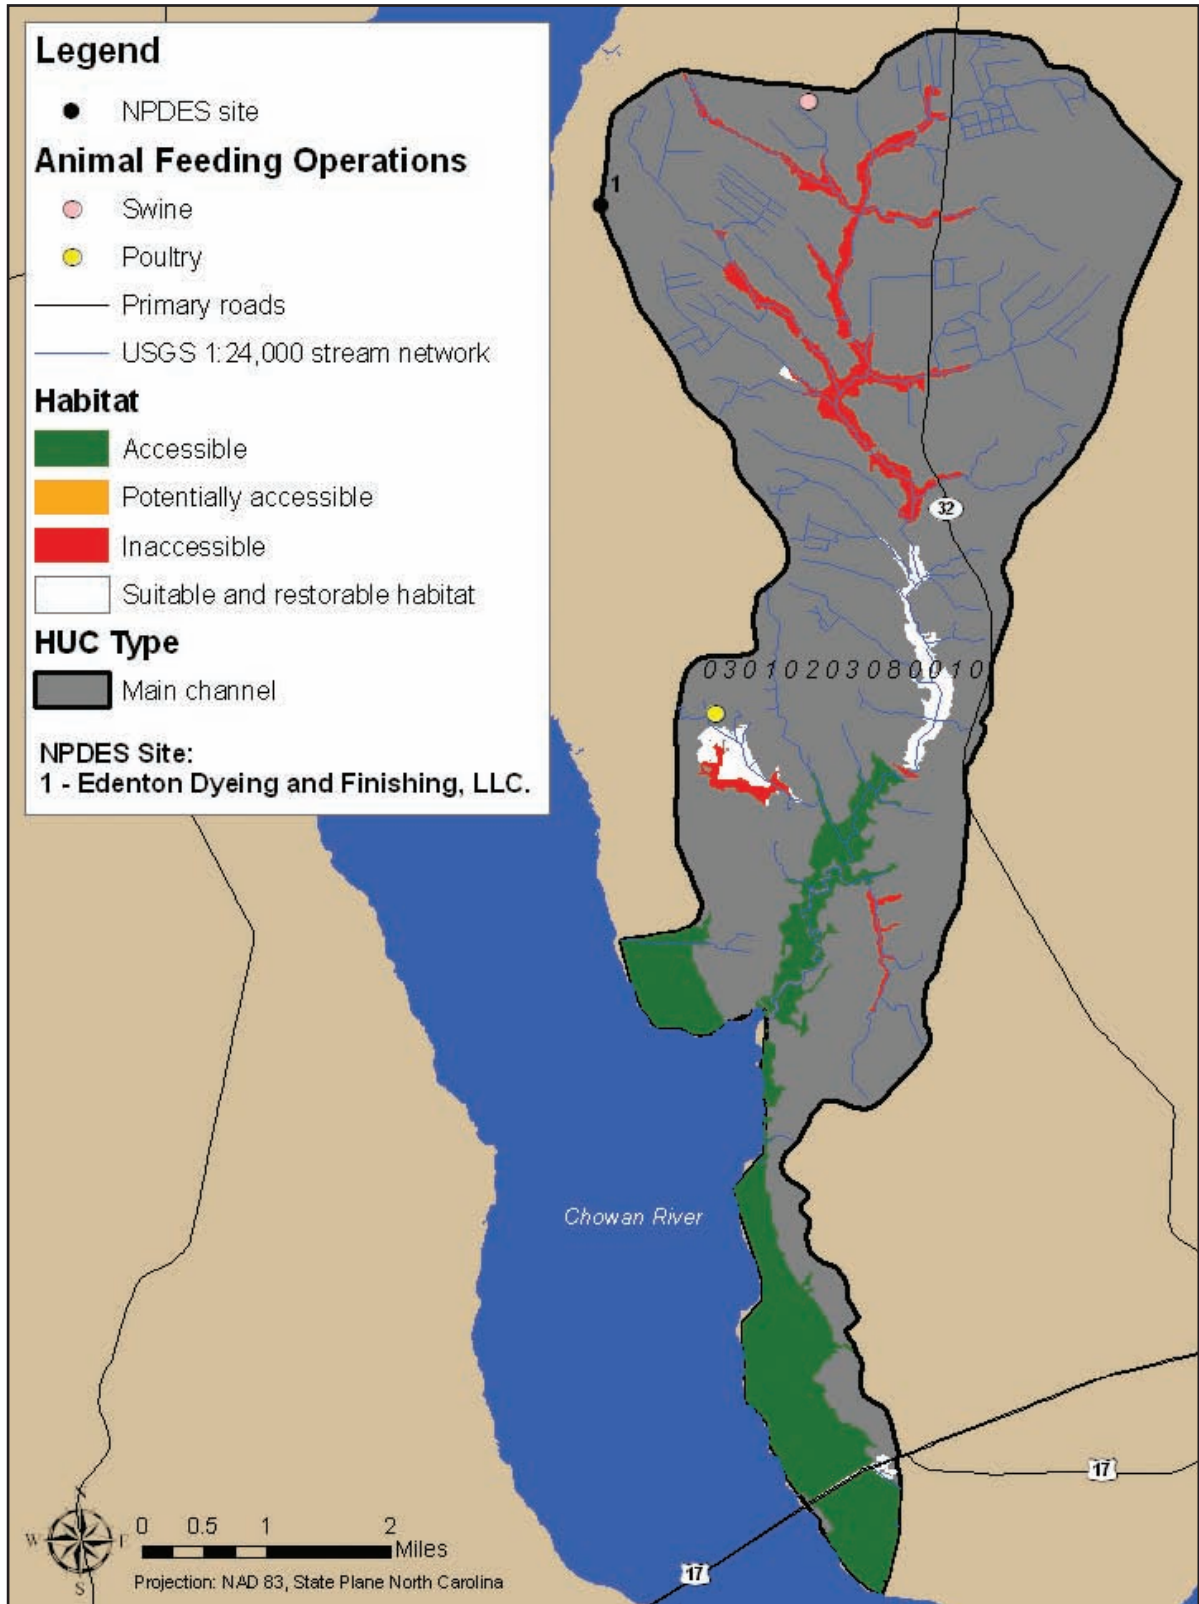 Legend
NPDES site
Animal Feeding Operations
Swine
Poultry
Primary roads
USGS 1:24,000 stream network
Habitat
Accessible
Potentially accessible
Inaccessible
Suitable and restorable habitat
HUC Type
Main channel
NPDES Site:
1 - Edenton Dyeing and Finishing, LLC.
1
32
03010203080010
Chowan River
17
17
N
W E
S
0 0.5 1 2
Miles
Projection: NAD 83, State Plane North Carolina